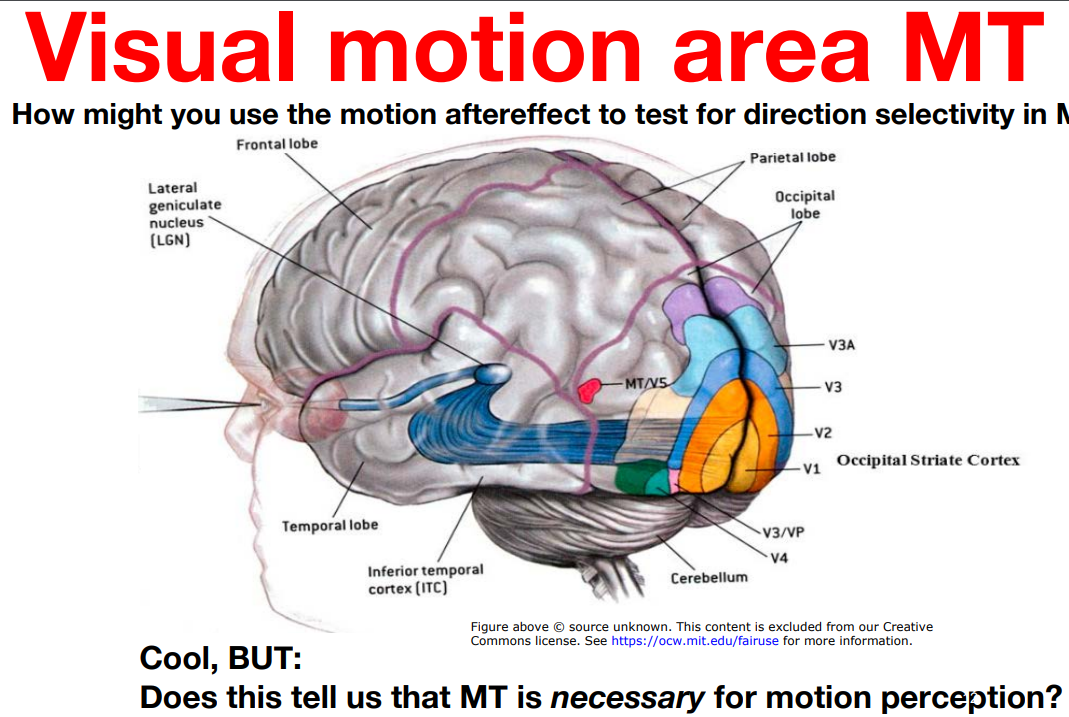 Visual motion area MT
How might you use the motion aftereffect to test for direction selectivity in
Frontal lobe
Parietal lobe
Lateral
geniculate
nucleus
(LGN)
Occipital
lobe
V3A
MT/V5
V3
V2
V1
Occipital Striate Cortex
Temporal lobe
V3/VP
V4
Inferior temporal
cortex (ITC)
Cerebellum
Figure above © source unknown. This content is excluded from our Creative
Commons license. See https://ocw.mit.edu/fairuse for more information.
Cool, BUT:
Does this tell us that MT is necessary for motion perception?